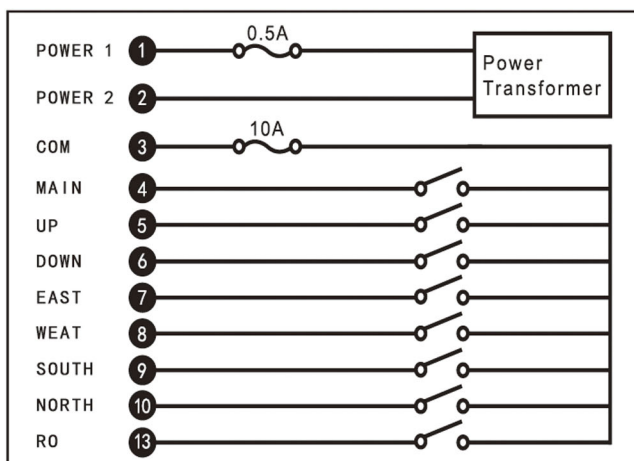 POWER 1 1 0.5A
Power
Transformer
POWER 2 2
COM 3 10A
MAIN 4
UP 5
DOWN 6
EAST 7
WEAT 8
SOUTH 9
NORTH 10
RO 13